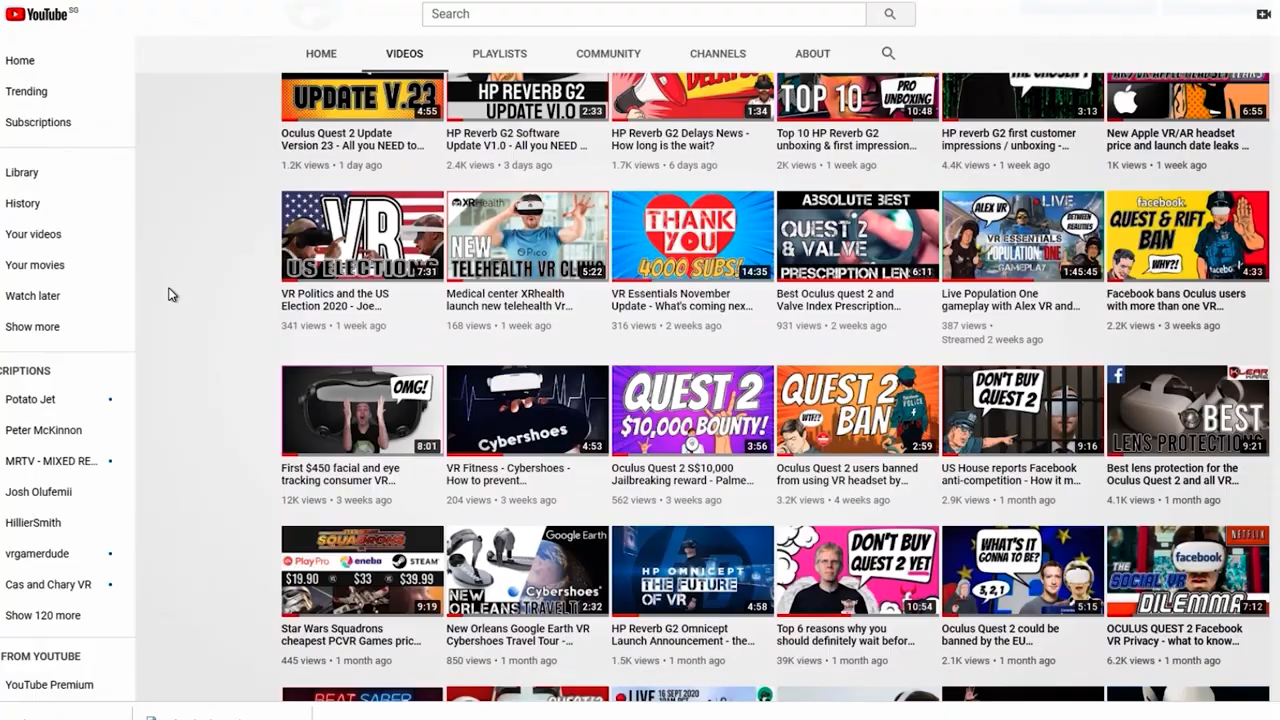 YouTube SG
Search
HOME VIDEOS PLAYLISTS COMMUNITY CHANNELS ABOUT
Home
Trending
Subscriptions
Library
History
Your videos
Your movies
Watch later
Show more
CRIPTIONS
Potato Jet
Peter McKinnon
MRTV - MIXED RE...
Josh Olufemii
HillierSmith
vrgamerdude
Cas and Chary VR
Show 120 more
FROM YOUTUBE
YouTube Premium
UPDATE V.23
4:55
Oculus Quest 2 Update
Version 23 - All you NEED to...
1.2K views • 1 day ago
HP REVERB G2
UPDATE V1.0
2:33
HP Reverb G2 Software
Update V1.0 - All you NEED ...
2.4K views • 3 days ago
DELAYS
1:34
HP Reverb G2 Delays News -
How long is the wait?
1.7K views • 6 days ago
TOP 10
PRO
UNBOXING
10:48
Top 10 HP Reverb G2
unboxing & first impression...
2K views • 1 week ago
3:13
HP reverb G2 first customer
impressions / unboxing -...
4.4K views • 1 week ago
6:55
New Apple VR/AR headset
price and launch date leaks ...
1K views • 1 week ago
VR
US ELECTIONS
7:31
VR Politics and the US
Election 2020 - Joe...
341 views • 1 week ago
XRHealth
NEW
Pico
TELEHEALTH VR CL
5:22
Medical center XRhealth
launch new telehealth Vr...
168 views • 1 week ago
THANK
YOU
4000 SUBS!
14:35
VR Essentials November
Update - What's coming nex...
316 views • 2 weeks ago
ABSOLUTE BEST
QUEST 2
& VALVE
PRESCRIPTION LEN
6:11
Best Oculus quest 2 and
Valve Index Prescription...
931 views • 2 weeks ago
ALEX VR
LIVE
BETWEEN
REALITIES
VR ESSENTIALS
POPULATION: ONE
GAMEPLAY
1:45:45
Live Population One
gameplay with Alex VR and...
387 views •
Streamed 2 weeks ago
facebook.
QUEST & RIFT
BAN
WHY?!
facebo
4:33
Facebook bans Oculus users
with more than one VR...
2.2K views • 3 weeks ago
OMG!
8:01
First $450 facial and eye
tracking consumer VR...
12K views • 3 weeks ago
Cybershoes
4:53
VR Fitness - Cybershoes -
How to prevent...
204 views • 3 weeks ago
QUEST 2
$10,000 BOUNTY!
3:56
Oculus Quest 2 S$10,000
Jailbreaking reward - Palme...
562 views • 3 weeks ago
QUEST 2
BAN
WTF!?
POLICE
2:59
Oculus Quest 2 users banned
from using VR headset by...
3.2K views • 4 weeks ago
DON'T BUY
QUEST 2
9:16
US House reports Facebook
anti-competition - How it m...
2.9K views • 1 month ago
BEST
LENS PROTECTION
9:21
Best lens protection for the
Oculus Quest 2 and all VR...
4.1K views • 1 month ago
SQUADRONS
PlayPro eneba STEAM
$19.90 $33 $39.99
9:19
Star Wars Squadrons
cheapest PCVR Games pric...
445 views • 1 month ago
Google Earth
Cybershoes
NEW
ORLEANS TRAVEL
2:32
New Orleans Google Earth VR
Cybershoes Travel Tour -...
850 views • 1 month ago
HP OMNICEPT
THE FUTURE
OF VR
4:58
HP Reverb G2 Omnicept
Launch Announcement - the...
1.5K views • 1 month ago
DON'T BUY
QUEST 2 YET
10:54
Top 6 reasons why you
should definitely wait befor...
39K views • 1 month ago
WHAT'S IT
GONNA TO BE?
3, 2, 1
5:15
Oculus Quest 2 could be
banned by the EU...
2.1K views • 1 month ago
NETFLIX
facebook
THE
SOCIAL VR
DILEMMA
7:12
OCULUS QUEST 2 Facebook
VR Privacy - what to know...
6.2K views • 1 month ago
BEAT SABER
LIVE 16 SEPT 2020